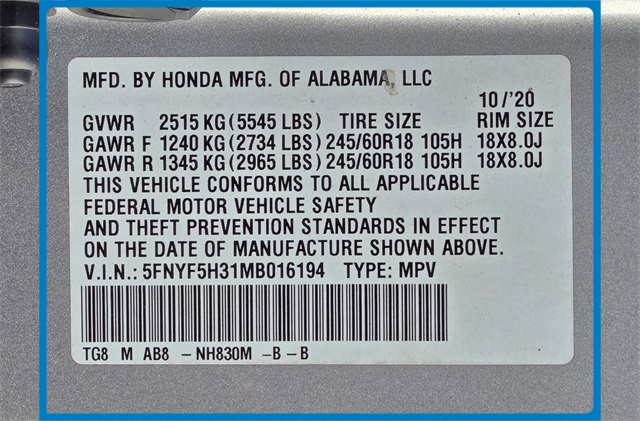 MFD. BY HONDA MFG. OF ALABAMA, LLC
10/'20
GVWR 2515 KG (5545 LBS) TIRE SIZE RIM SIZE
GAWR F 1240 KG (2734 LBS) 245/60R18 105H 18X8.0J
GAWR R 1345 KG (2965 LBS) 245/60R18 105H 18X8.0J
THIS VEHICLE CONFORMS TO ALL APPLICABLE
FEDERAL MOTOR VEHICLE SAFETY
AND THEFT PREVENTION STANDARDS IN EFFECT
ON THE DATE OF MANUFACTURE SHOWN ABOVE.
V.I.N.: 5FNYF5H31MB016194 TYPE: MPV
TG8 M AB8 - NH830M - B - B